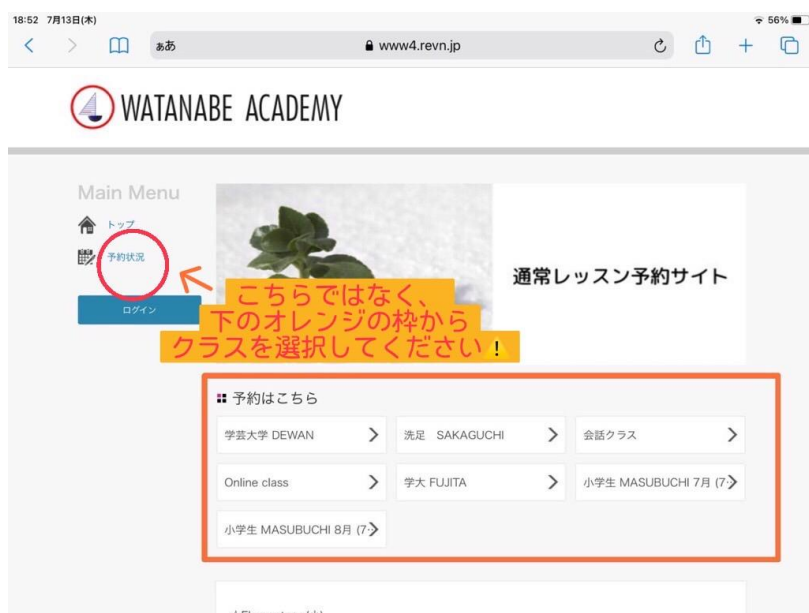 18:52 7月13日(木)
56%
ぁあ
www4.revn.jp
WATANABE ACADEMY
Main Menu
トップ
予約状況
ログイン
通常レッスン予約サイト
こちらではなく、
下のオレンジの枠から
クラスを選択してください⚠️
予約はこちら
学芸大学 DEWAN
洗足 SAKAGUCHI
会話クラス
Online class
学大 FUJITA
小学生 MASUBUCHI 7月 (7
小学生 MASUBUCHI 8月 (7